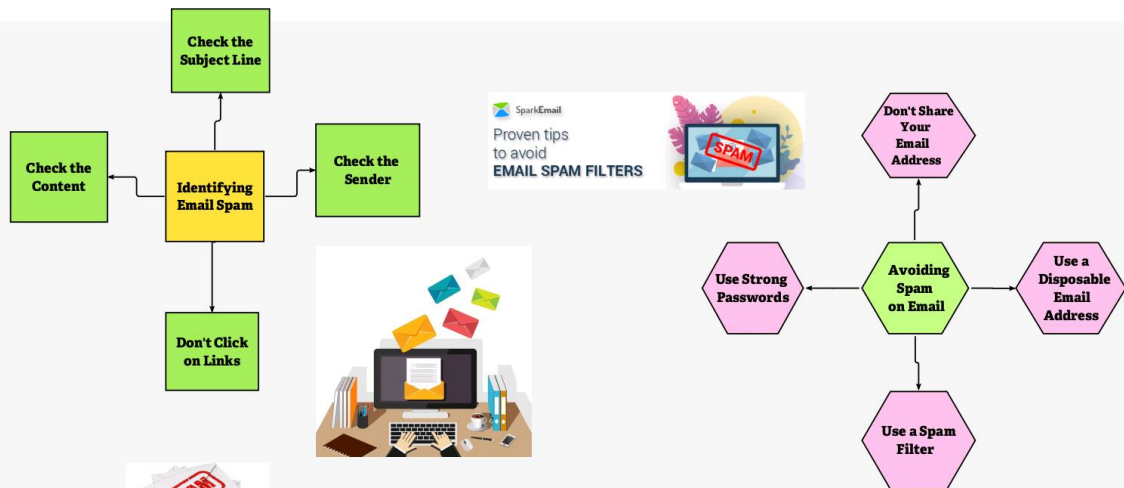 Check the
Subject Line
Check the
Content
Identifying
Email Spam
Check the
Sender
Don't Click
on Links
SparkEmail
Proven tips
to avoid
EMAIL SPAM FILTERS
SPAM
Don't Share
Your
Email
Address
Use Strong
Passwords
Avoiding
Spam
on Email
Use a
Disposable
Email
Address
Use a Spam
Filter